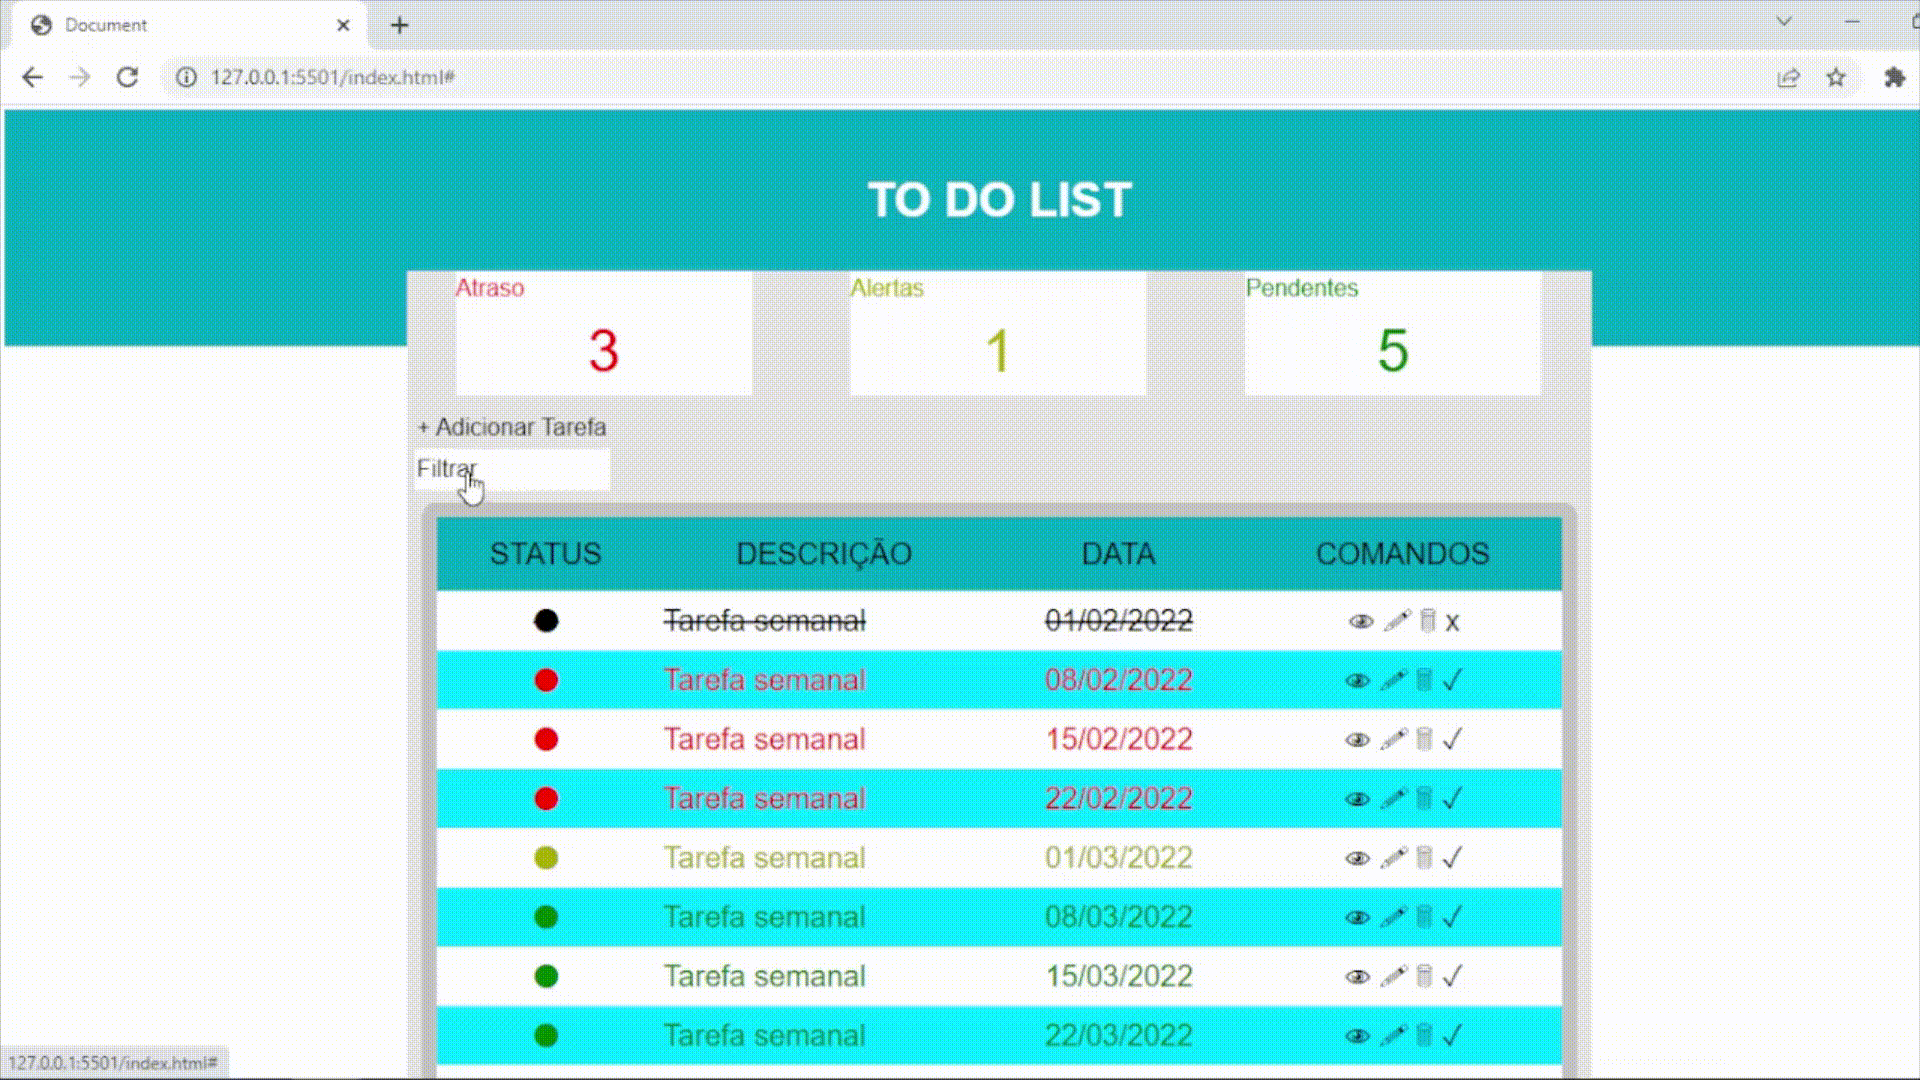 Document
127.0.0.1:5501/index.html#
TO DO LIST
Atraso
Alertas
Pendentes
3
1
5
+ Adicionar Tarefa
Filtrar
STATUS DESCRIÇÃO DATA COMANDOS
Tarefa semanal 01/02/2022 x
Tarefa semanal 08/02/2022
Tarefa semanal 15/02/2022
Tarefa semanal 22/02/2022
Tarefa semanal 01/03/2022
Tarefa semanal 08/03/2022
Tarefa semanal 15/03/2022
Tarefa semanal 22/03/2022
127.0.0.1:5501/index.html#